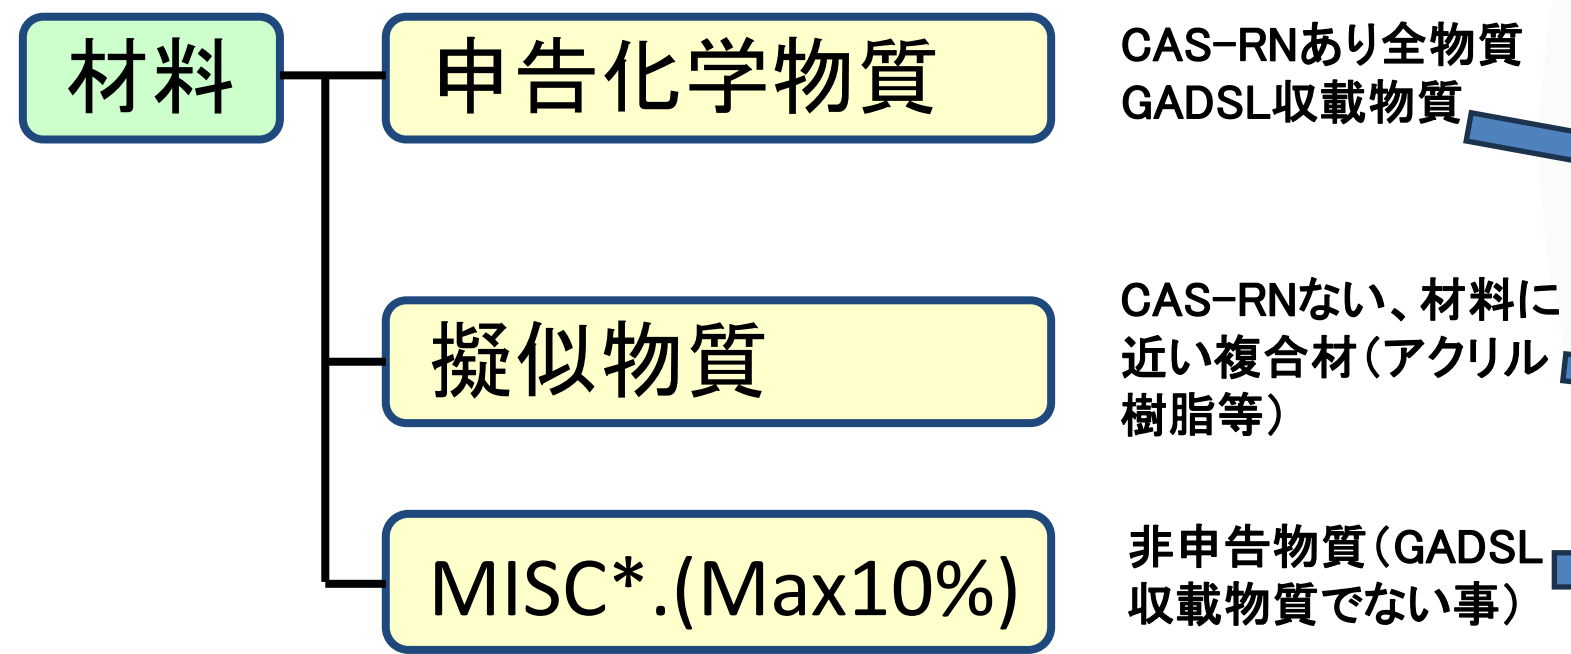 材料
申告化学物質
CAS-RNあり全物質
GADSL収載物質
擬似物質
CAS-RNない、材料に
近い複合材（アクリル
樹脂等）
MISC*.(Max10%)
非申告物質（GADSL
収載物質でない事）